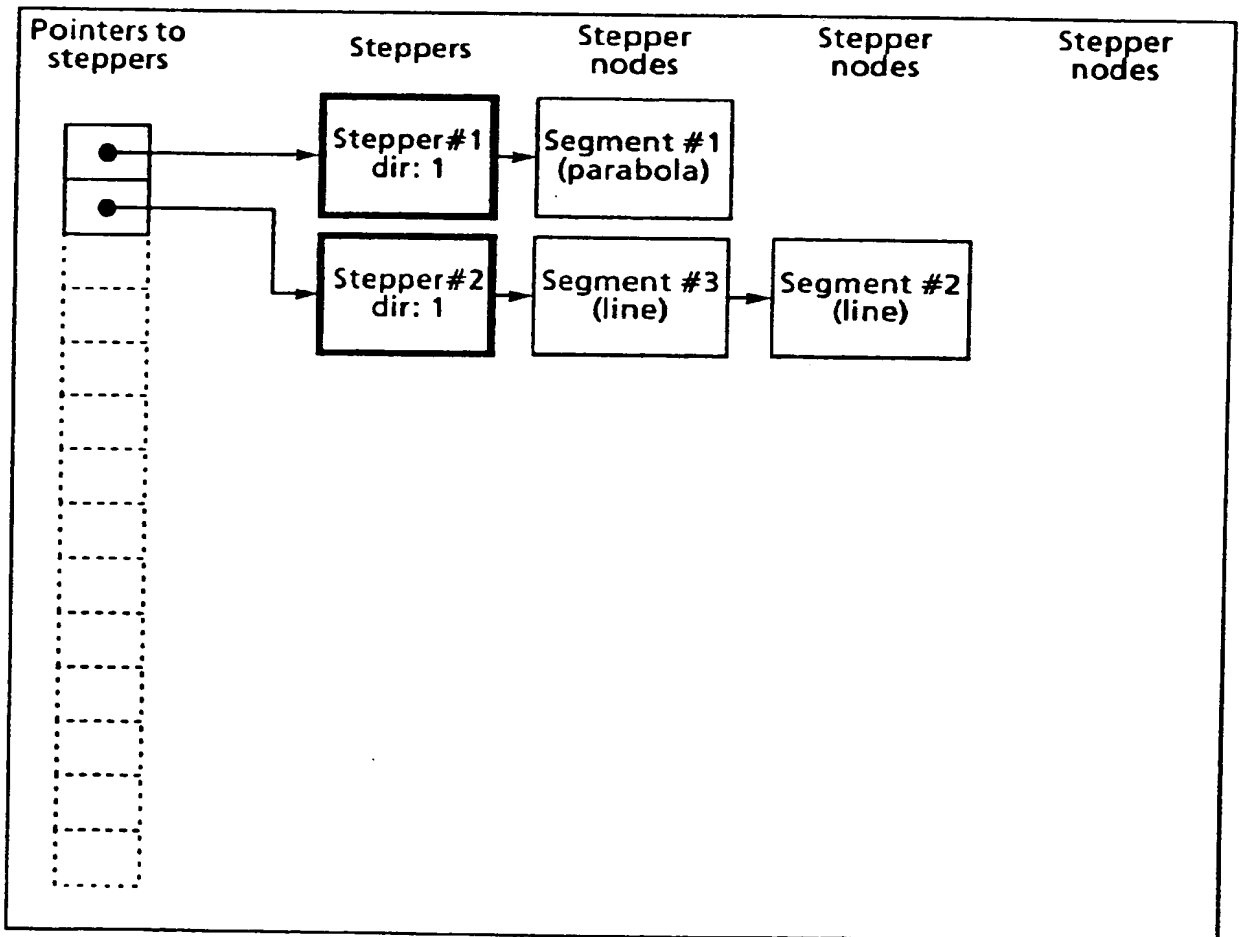 Pointers to
steppers
Steppers
Stepper
nodes
Stepper
nodes
Stepper
nodes
Stepper#1
dir: 1
Segment #1
(parabola)
Stepper#2
dir: 1
Segment #3
(line)
Segment #2
(line)